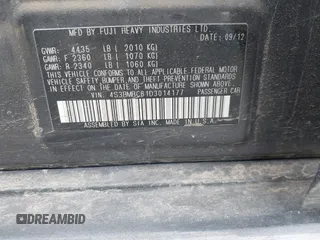 MFD BY FUJI HEAVY INDUSTRIES LTD.
DATE: 09/12
GVWR: 4435 LB ( 2010 KG)
GAWR: F 2360 LB ( 1070 KG)
GAWR: R 2340 LB ( 1060 KG)
THIS VEHICLE CONFORMS TO ALL APPLICABLE FEDERAL MOTOR
VEHICLE SAFETY, BUMPER, AND THEFT PREVENTION STANDARDS
IN EFFECT ON THE DATE OF MANUFACTURE SHOWN ABOVE.
VIN: 4S3BMBC61D3014177 PASSENGER CAR
ASSEMBLED BY SIA MADE IN U.S.A.
DREAMBID